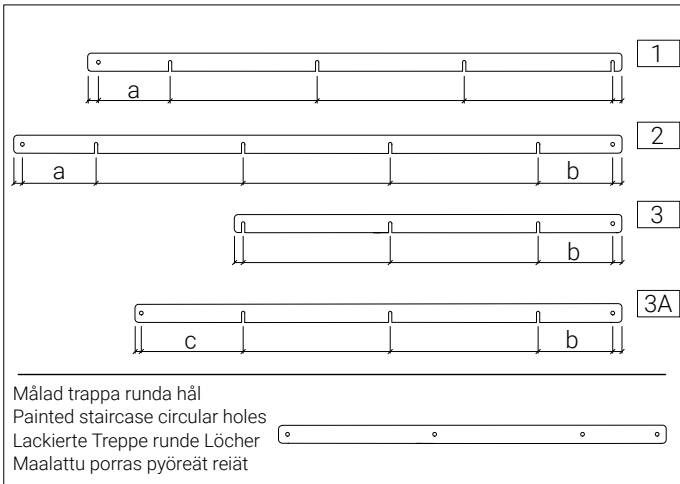 1
a
2
a b
3
b
3A
c b
Målad trappa runda hål
Painted staircase circular holes
Lackierte Treppe runde Löcher
Maalattu porras pyöreät reiät